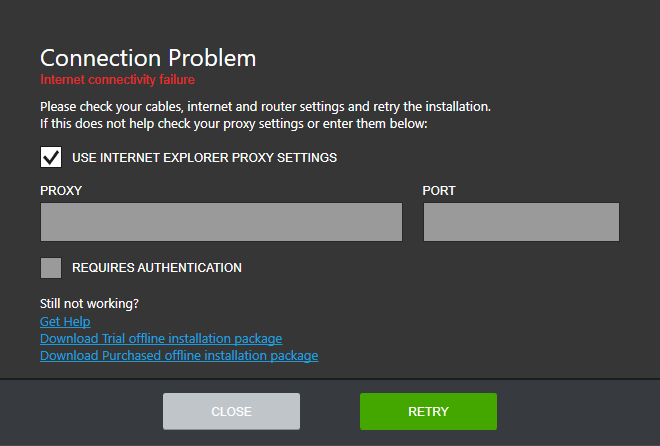 Connection Problem
Internet connectivity failure
Please check your cables, internet and router settings and retry the installation.
If this does not help check your proxy settings or enter them below:
USE INTERNET EXPLORER PROXY SETTINGS
PROXY
PORT
REQUIRES AUTHENTICATION
Still not working?
Get Help
Download Trial offline installation package
Download Purchased offline installation package
CLOSE
RETRY